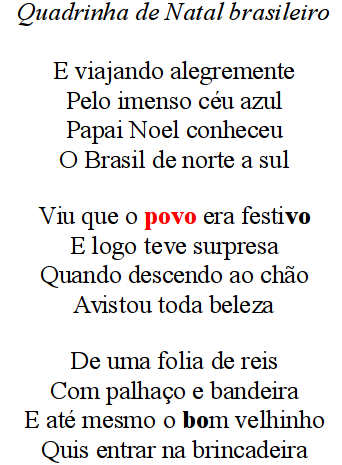 Quadrinha de Natal brasileiro
E viajando alegremente
Pelo imenso céu azul
Papai Noel conheceu
O Brasil de norte a sul
Viu que o povo era festivo
E logo teve surpresa
Quando descendo ao chão
Avistou toda beleza
De uma folia de reis
Com palhaço e bandeira
E até mesmo o bom velhinho
Quis entrar na brincadeira